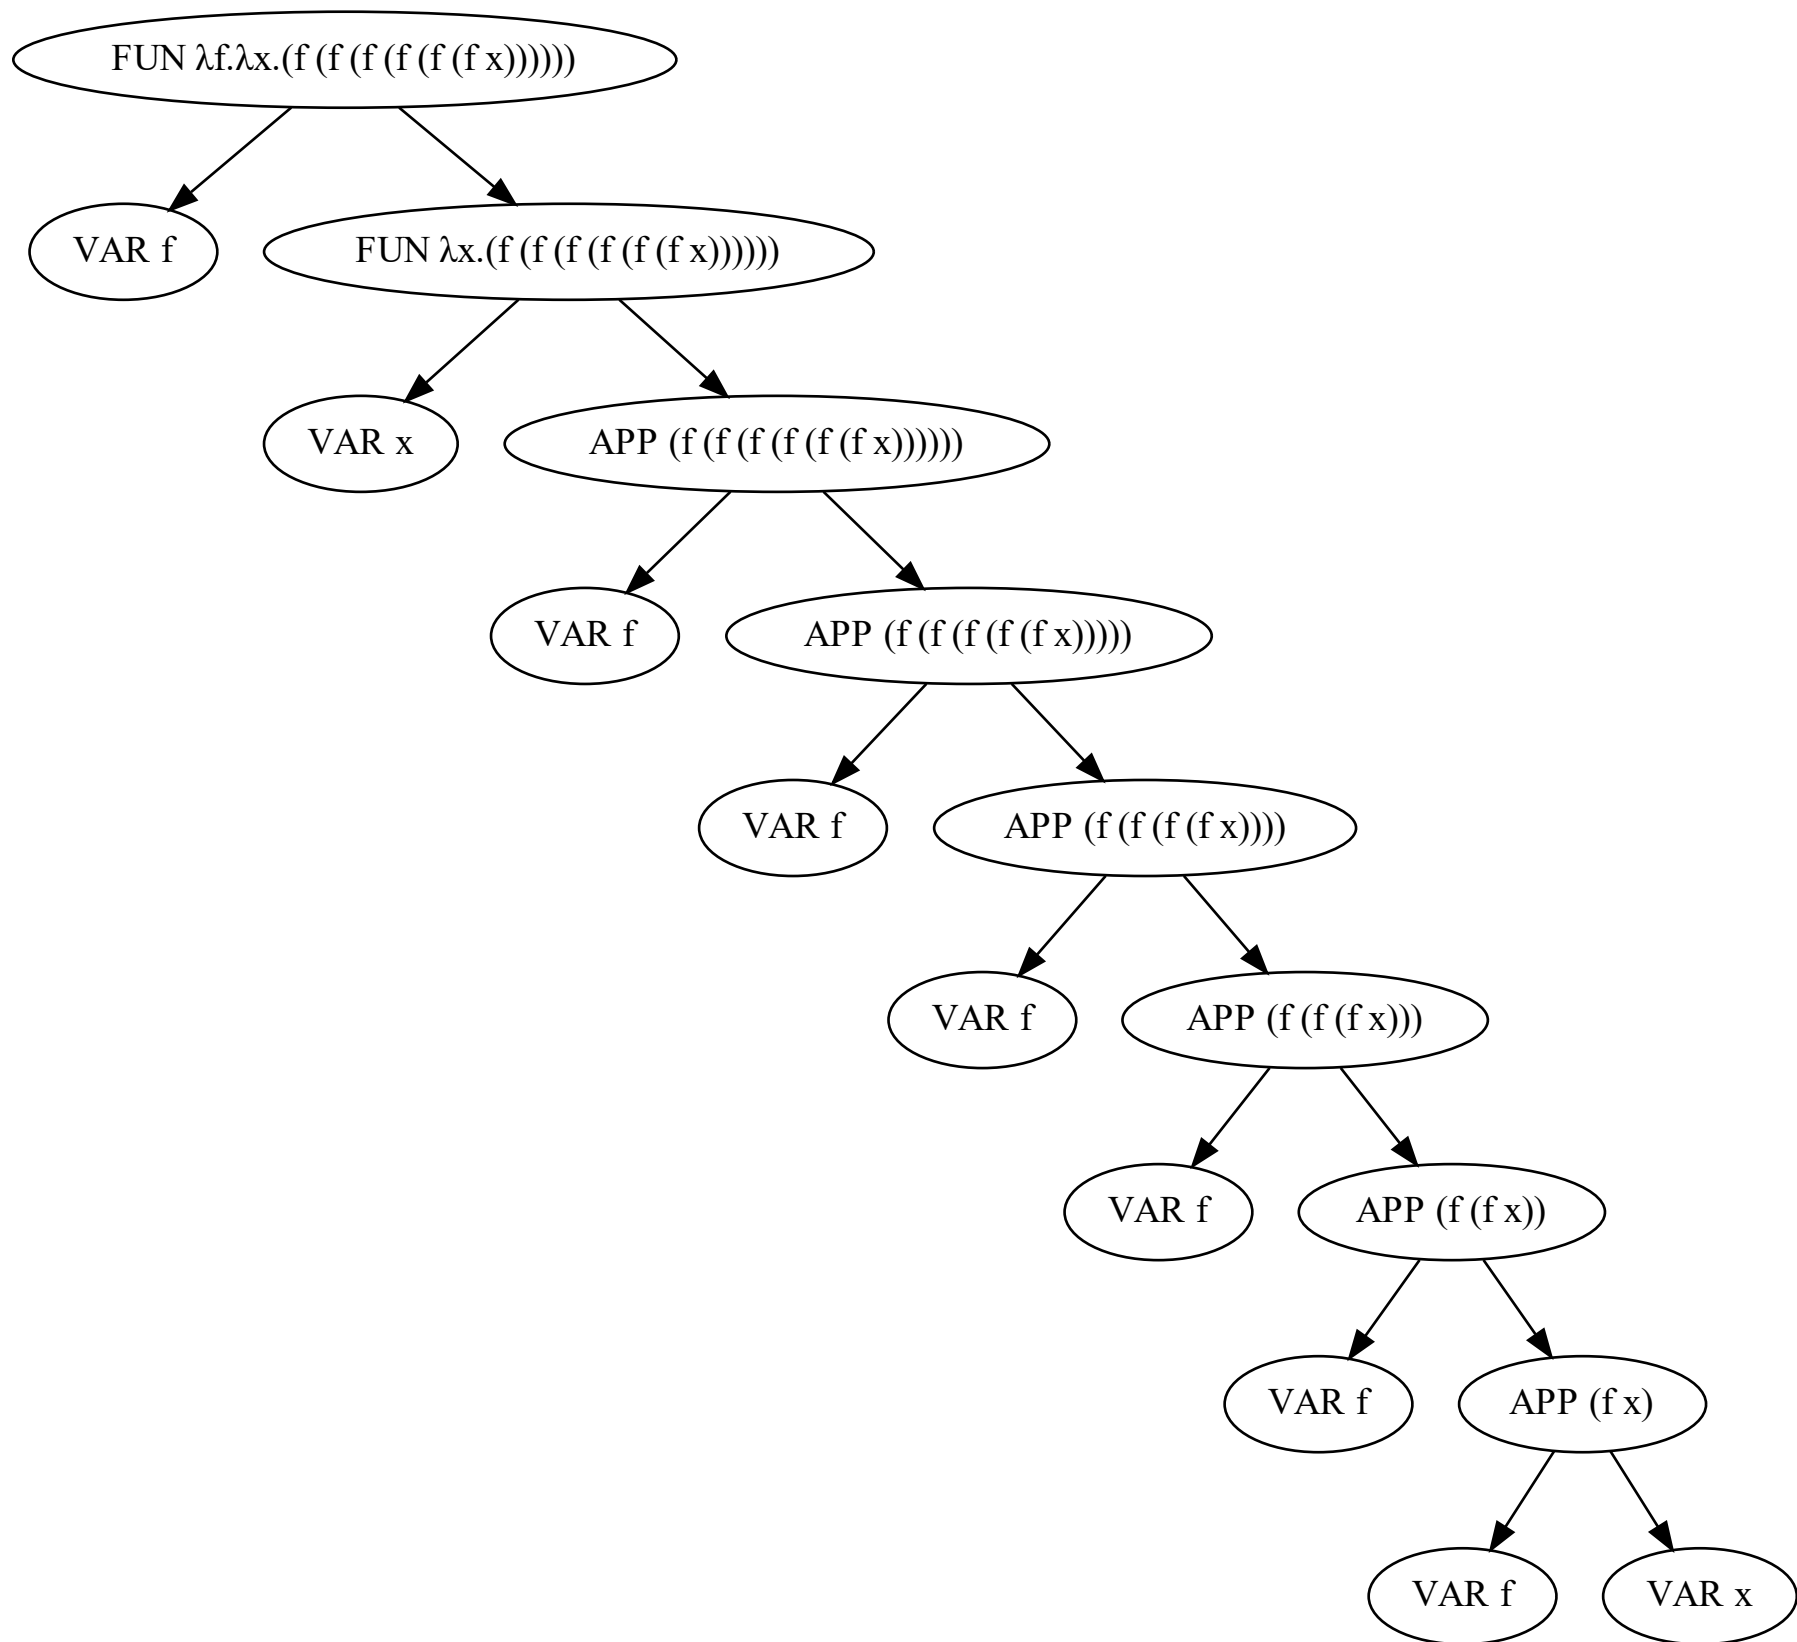 FUN λf.λx.(f (f (f (f (f (f x))))))
VAR f
FUN λx.(f (f (f (f (f (f x))))))
VAR x
APP (f (f (f (f (f (f x))))))
VAR f
APP (f (f (f (f (f x)))))
VAR f
APP (f (f (f (f x))))
VAR f
APP (f (f (f x)))
VAR f
APP (f (f x))
VAR f
APP (f x)
VAR f
VAR x